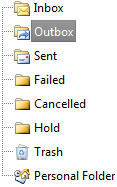 Inbox
Outbox
Sent
Failed
Cancelled
Hold
Trash
Personal Folder